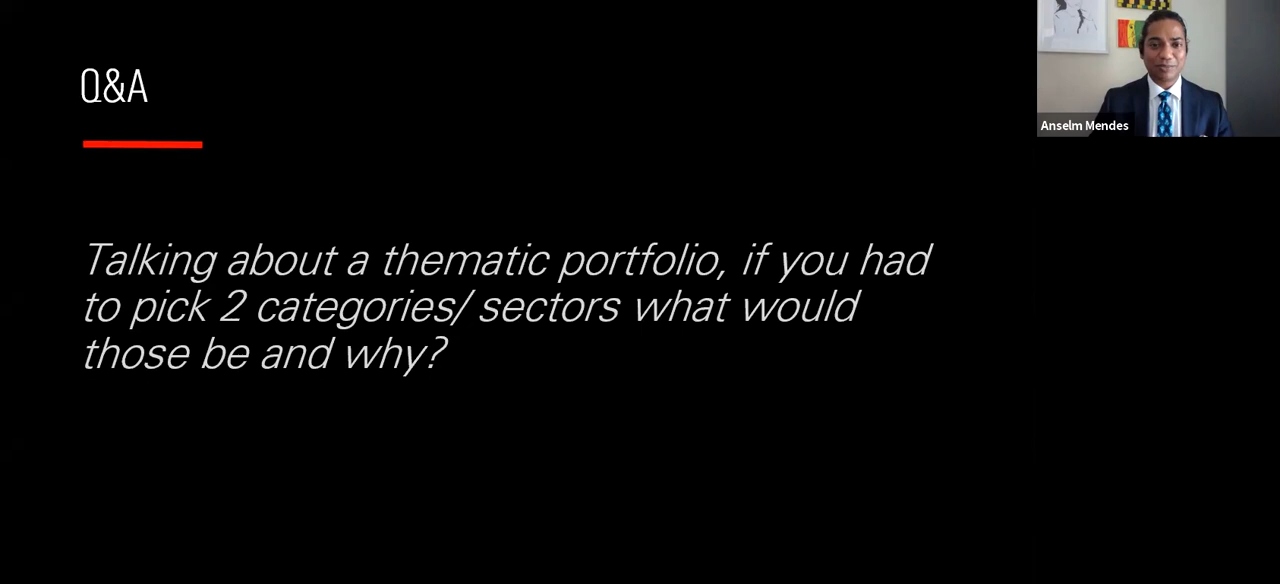 Q&A
Talking about a thematic portfolio, if you had
to pick 2 categories/ sectors what would
those be and why?
Anselm Mendes